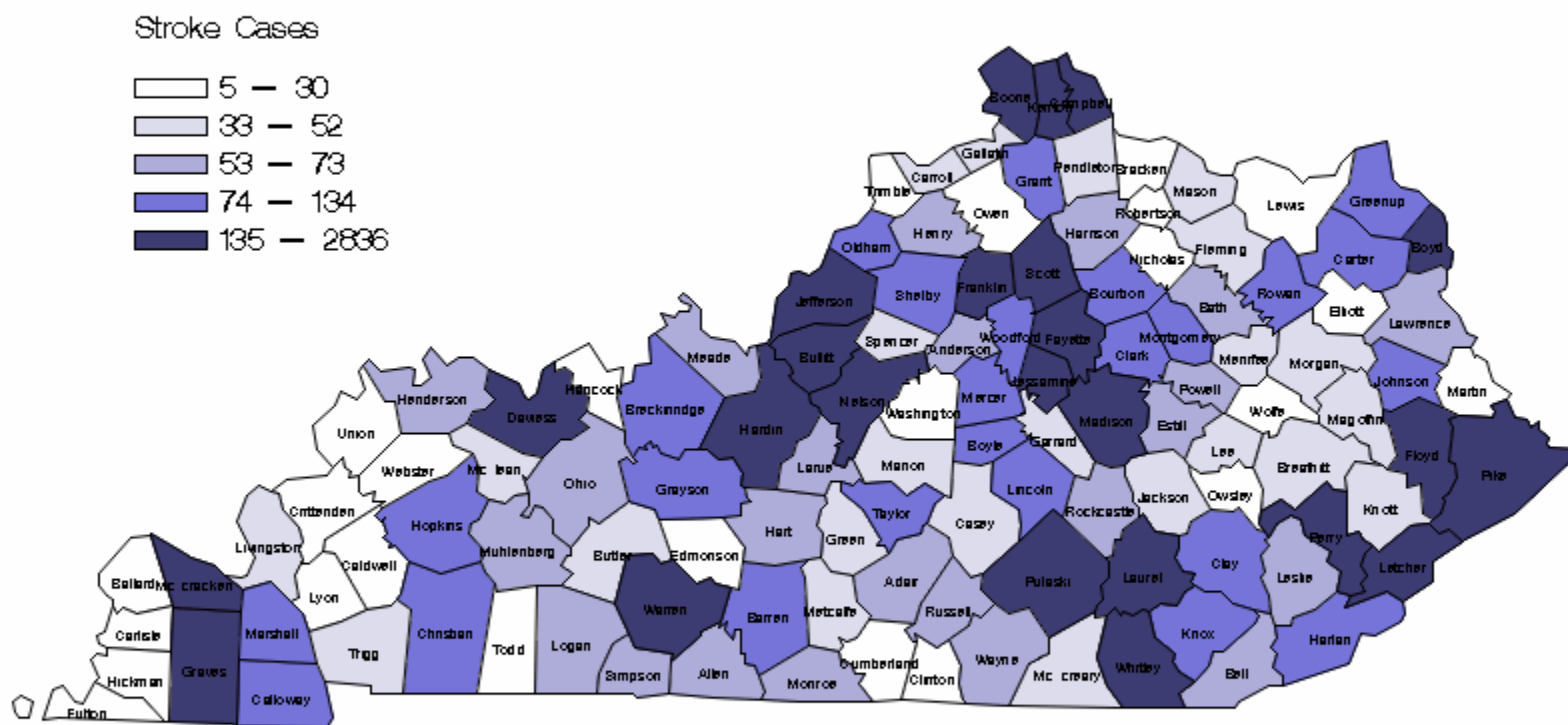 Stroke Cases
5 — 30
33 — 52
53 — 73
74 — 134
135 — 2836
Boone
Kenton
Campbell
Gallatin
Pendleton
Bracken
Grant
Carroll
Trimble
Mason
Owen
Robertson
Lewis
Greenup
Henry
Harrison
Oldham
Fleming
Nicholas
Carter
Boyd
Scott
Franklin
Shelby
Jefferson
Bourbon
Rowan
Bath
Elliott
Lawrence
Spencer
Anderson
Woodford
Fayette
Montgomery
Clark
Menifee
Morgan
Bullitt
Meade
Jessamine
Powell
Johnson
Martin
Hancock
Henderson
Daviess
Breckinridge
Nelson
Washington
Mercer
Wolfe
Magoffin
Union
Hardin
Madison
Estill
Garrard
Boyle
Lee
Floyd
Webster
Mc lean
Larue
Marion
Breathitt
Pike
Ohio
Grayson
Lincoln
Jackson
Owsley
Knott
Crittenden
Hopkins
Taylor
Rockcastle
Casey
Hart
Green
Perry
Livingston
Muhlenberg
Butler
Edmonson
Caldwell
Clay
Letcher
Ballard
Mc cracken
Lyon
Adair
Pulaski
Laurel
Leslie
Warren
Barren
Metcalfe
Russell
Carlisle
Marshall
Christian
Trigg
Todd
Logan
Knox
Harlan
Graves
Hickman
Calloway
Simpson
Allen
Monroe
Cumberland
Clinton
Wayne
Mc creary
Whitley
Bell
Fulton